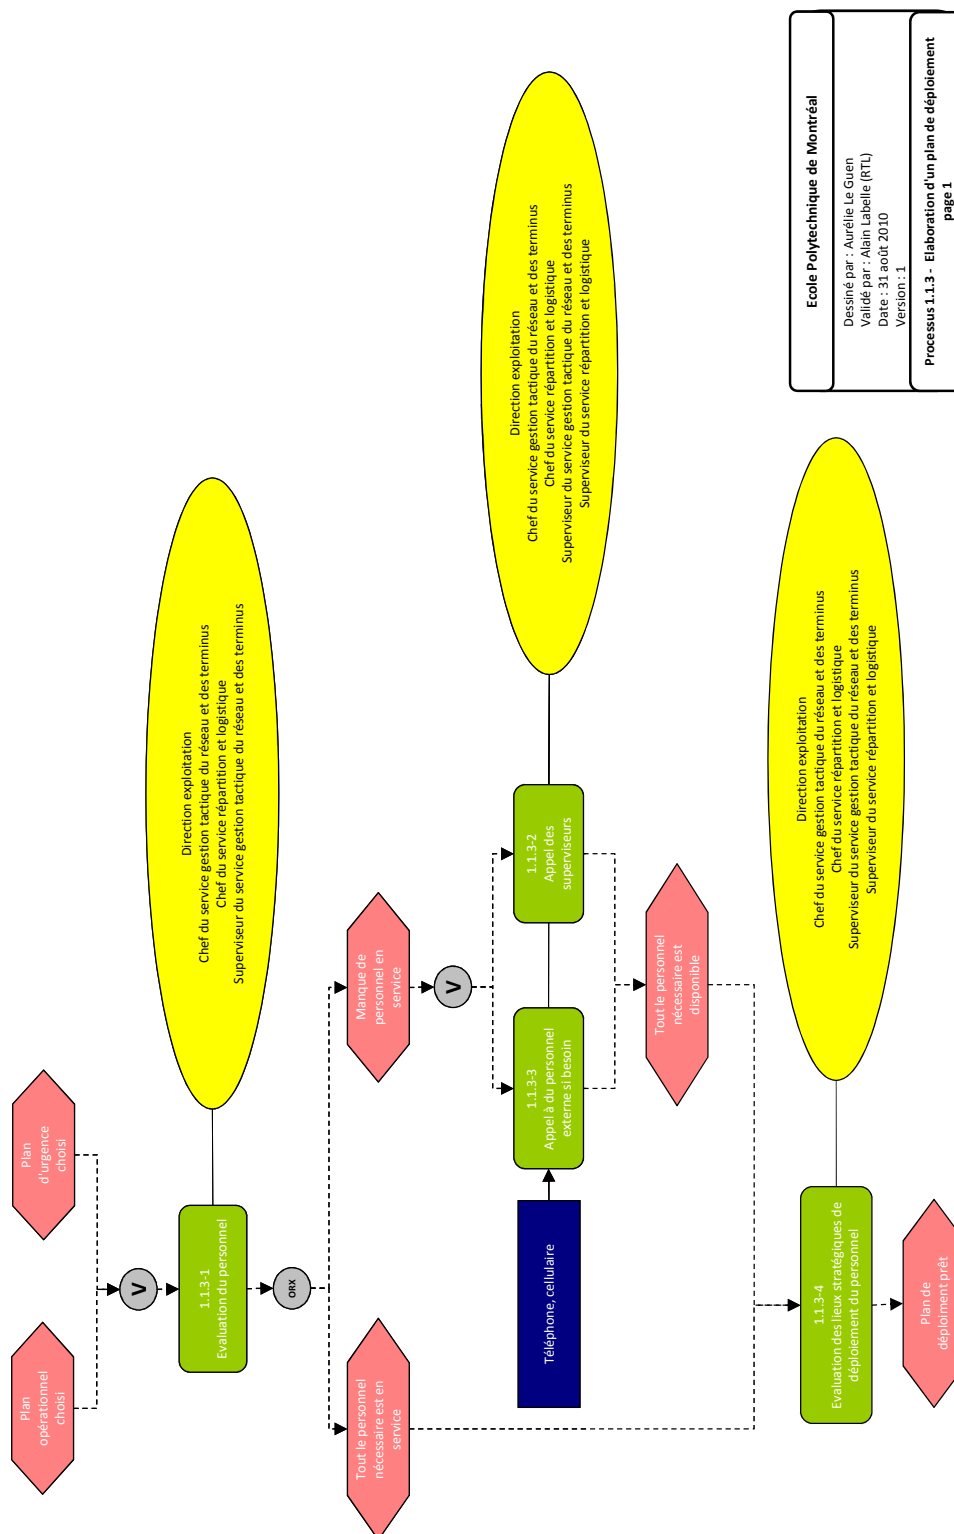 Plan
opérationnel
choisi
Plan
d'urgence
choisi
V
1.1.3-1
Evaluation du personnel
Direction exploitation
Chef du service gestion tactique du réseau et des terminus
Chef du service répartition et logistique
Superviseur du service gestion tactique du réseau et des terminus
ORX
Tout le personnel
nécessaire est en
service
Manque de
personnel en
service
V
Téléphone, cellulaire
1.1.3-3
Appel à du personnel
externe si besoin
1.1.3-2
Appel des
superviseurs
Direction exploitation
Chef du service gestion tactique du réseau et des terminus
Chef du service répartition et logistique
Superviseur du service gestion tactique du réseau et des terminus
Superviseur du service répartition et logistique
Tout le personnel
nécessaire est
disponible
1.1.3-4
Evaluation des lieux stratégiques de
déploiement du personnel
Direction exploitation
Chef du service gestion tactique du réseau et des terminus
Chef du service répartition et logistique
Superviseur du service gestion tactique du réseau et des terminus
Superviseur du service répartition et logistique
Plan de
déploiment prêt
Ecole Polytechnique de Montréal
Dessiné par : Aurélie Le Guen
Validé par : Alain Labelle (RTL)
Date : 31 août 2010
Version : 1
Processus 1.1.3 - Elaboration d'un plan de déploiement
page 1